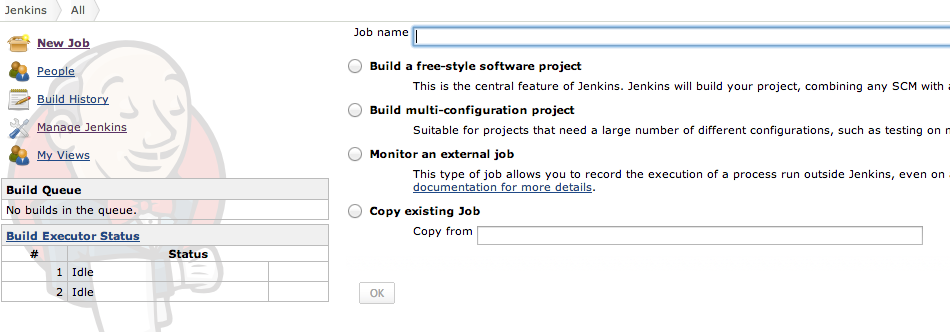 Jenkins
All
New Job
People
Build History
Manage Jenkins
My Views
Build Queue
No builds in the queue.
Build Executor Status
# Status
1 Idle
2 Idle
Job name
Build a free-style software project
This is the central feature of Jenkins. Jenkins will build your project, combining any SCM with
Build multi-configuration project
Suitable for projects that need a large number of different configurations, such as testing on
Monitor an external job
This type of job allows you to record the execution of a process run outside Jenkins, even on
documentation for more details.
Copy existing Job
Copy from
OK